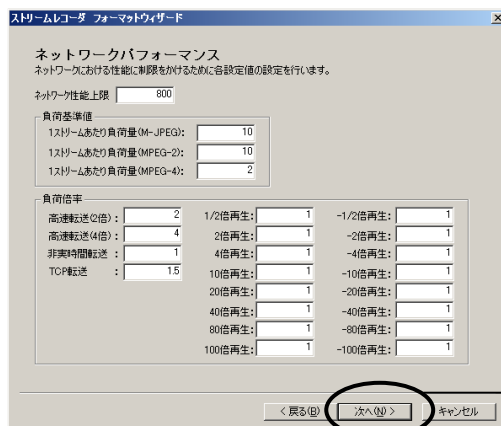 ストリームレコーダ フォーマットウィザード
ネットワークパフォーマンス
ネットワークにおける性能に制限をかけるために各設定値の設定を行います。
ネットワーク性能上限 800
負荷基準値
1ストリームあたり負荷量(M-JPEG): 10
1ストリームあたり負荷量(MPEG-2): 10
1ストリームあたり負荷量(MPEG-4): 2
負荷倍率
高速転送(2倍) : 2 1/2倍再生: 1 -1/2倍再生: 1
高速転送(4倍) : 4 2倍再生: 1 -2倍再生: 1
非実時間転送 : 1 4倍再生: 1 -4倍再生: 1
TCP転送 : 1.5 10倍再生: 1 -10倍再生: 1
20倍再生: 1 -20倍再生: 1
40倍再生: 1 -40倍再生: 1
80倍再生: 1 -80倍再生: 1
100倍再生: 1 -100倍再生: 1
< 戻る(B) 次へ(N) > キャンセル